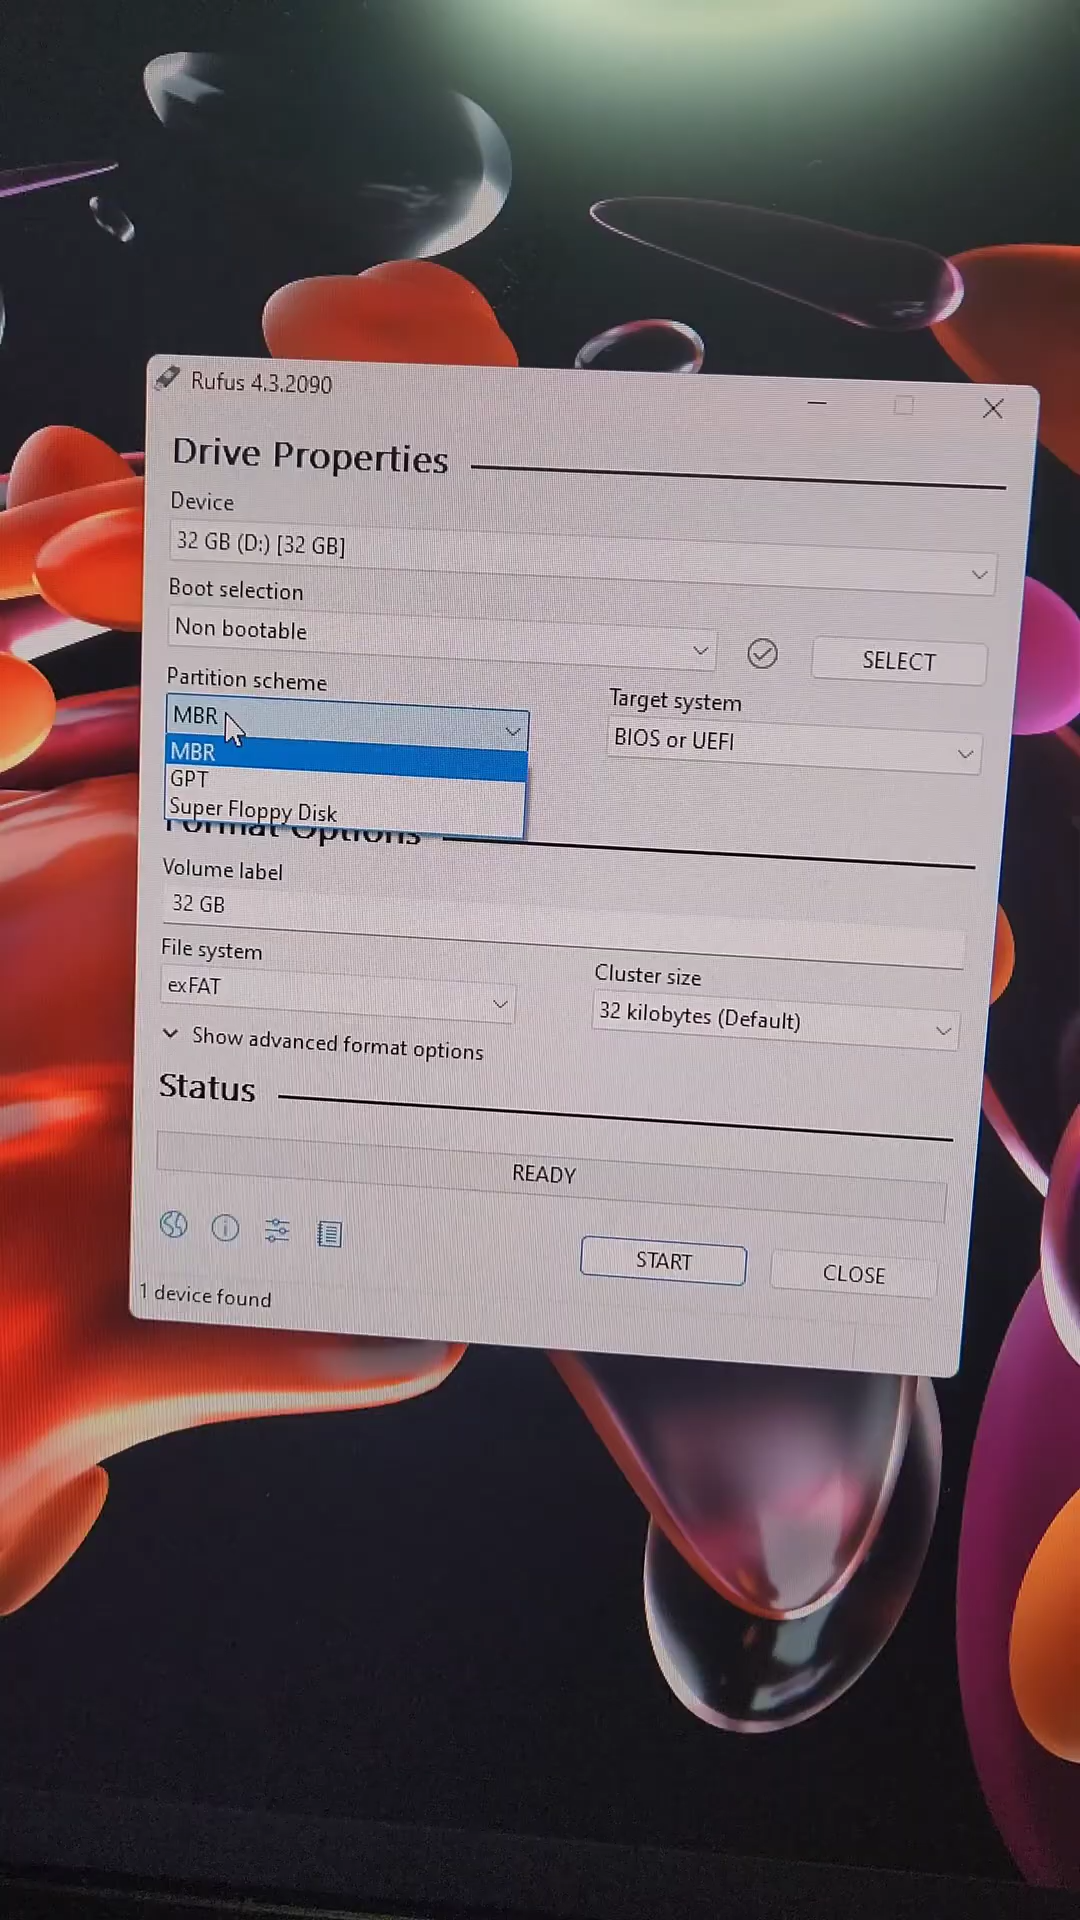 Rufus 4.3.2090
Drive Properties
Device
32 GB (D:) [32 GB]
Boot selection
Non bootable
SELECT
Partition scheme
Target system
MBR
BIOS or UEFI
MBR
GPT
Super Floppy Disk
Format Options
Volume label
32 GB
File system
Cluster size
exFAT
32 kilobytes (Default)
Show advanced format options
Status
READY
START
CLOSE
1 device found